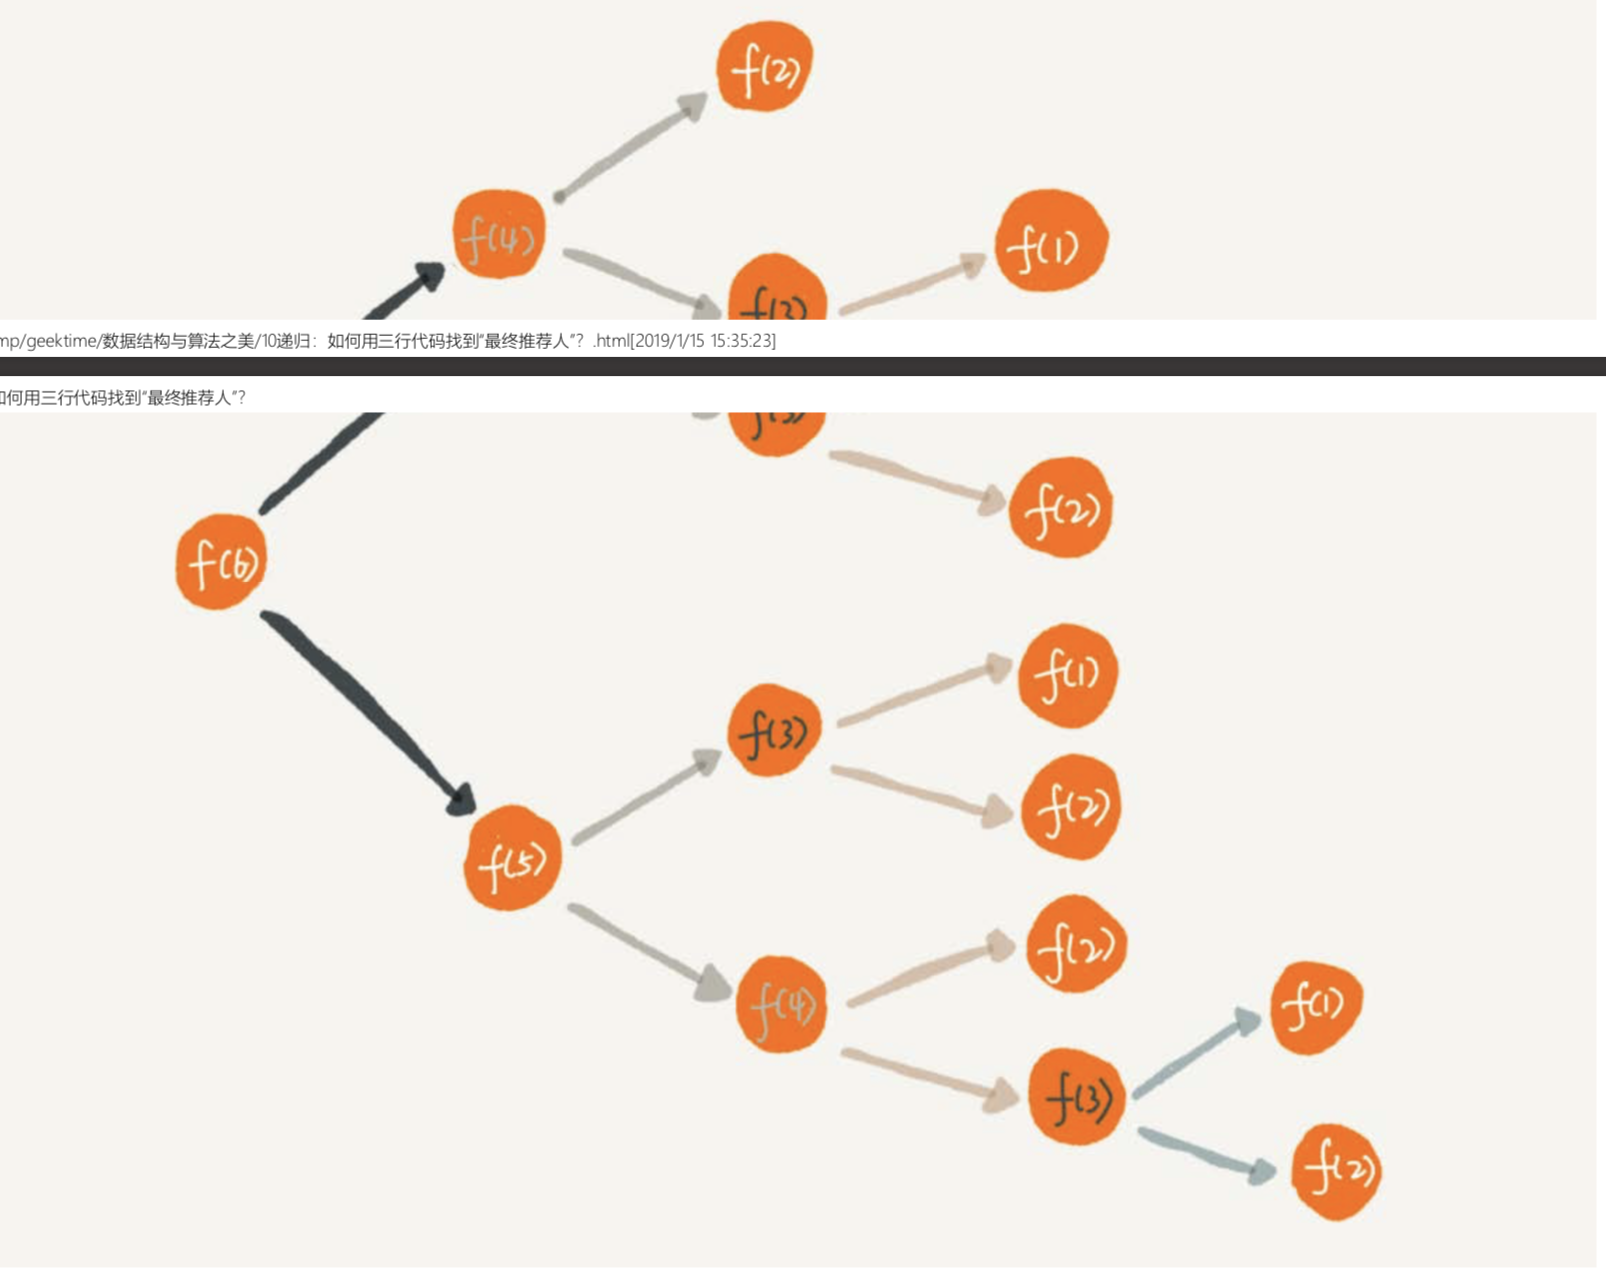 f(2)
f(4)
f(1)
f(3)
mp/geektime/数据结构与算法之美/10递归：如何用三行代码找到“最终推荐人”？.html[2019/1/15 15:35:23]
如何用三行代码找到“最终推荐人”？
f(3)
f(2)
f(6)
f(1)
f(3)
f(2)
f(5)
f(2)
f(4)
f(1)
f(3)
f(2)